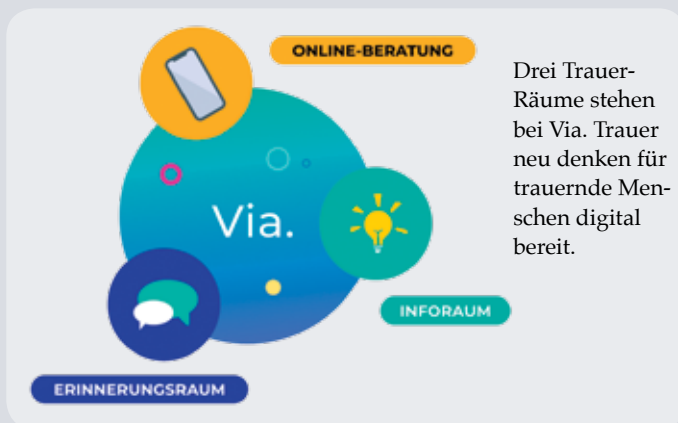 ONLINE-BERATUNG
Via.
INFORAUM
ERINNERUNGSRAUM
Drei Trauer-
Räume stehen
bei Via. Trauer
neu denken für
trauernde Men-
schen digital
bereit.